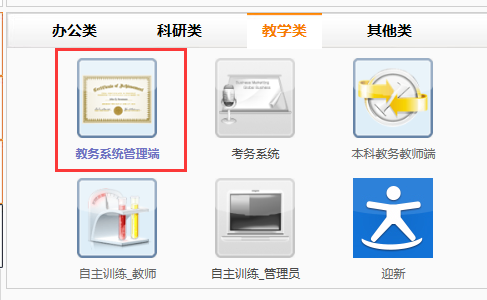 办公类 科研类 教学类 其他类
教务系统管理端 考务系统 本科教务教师端
自主训练_教师 自主训练_管理员 迎新